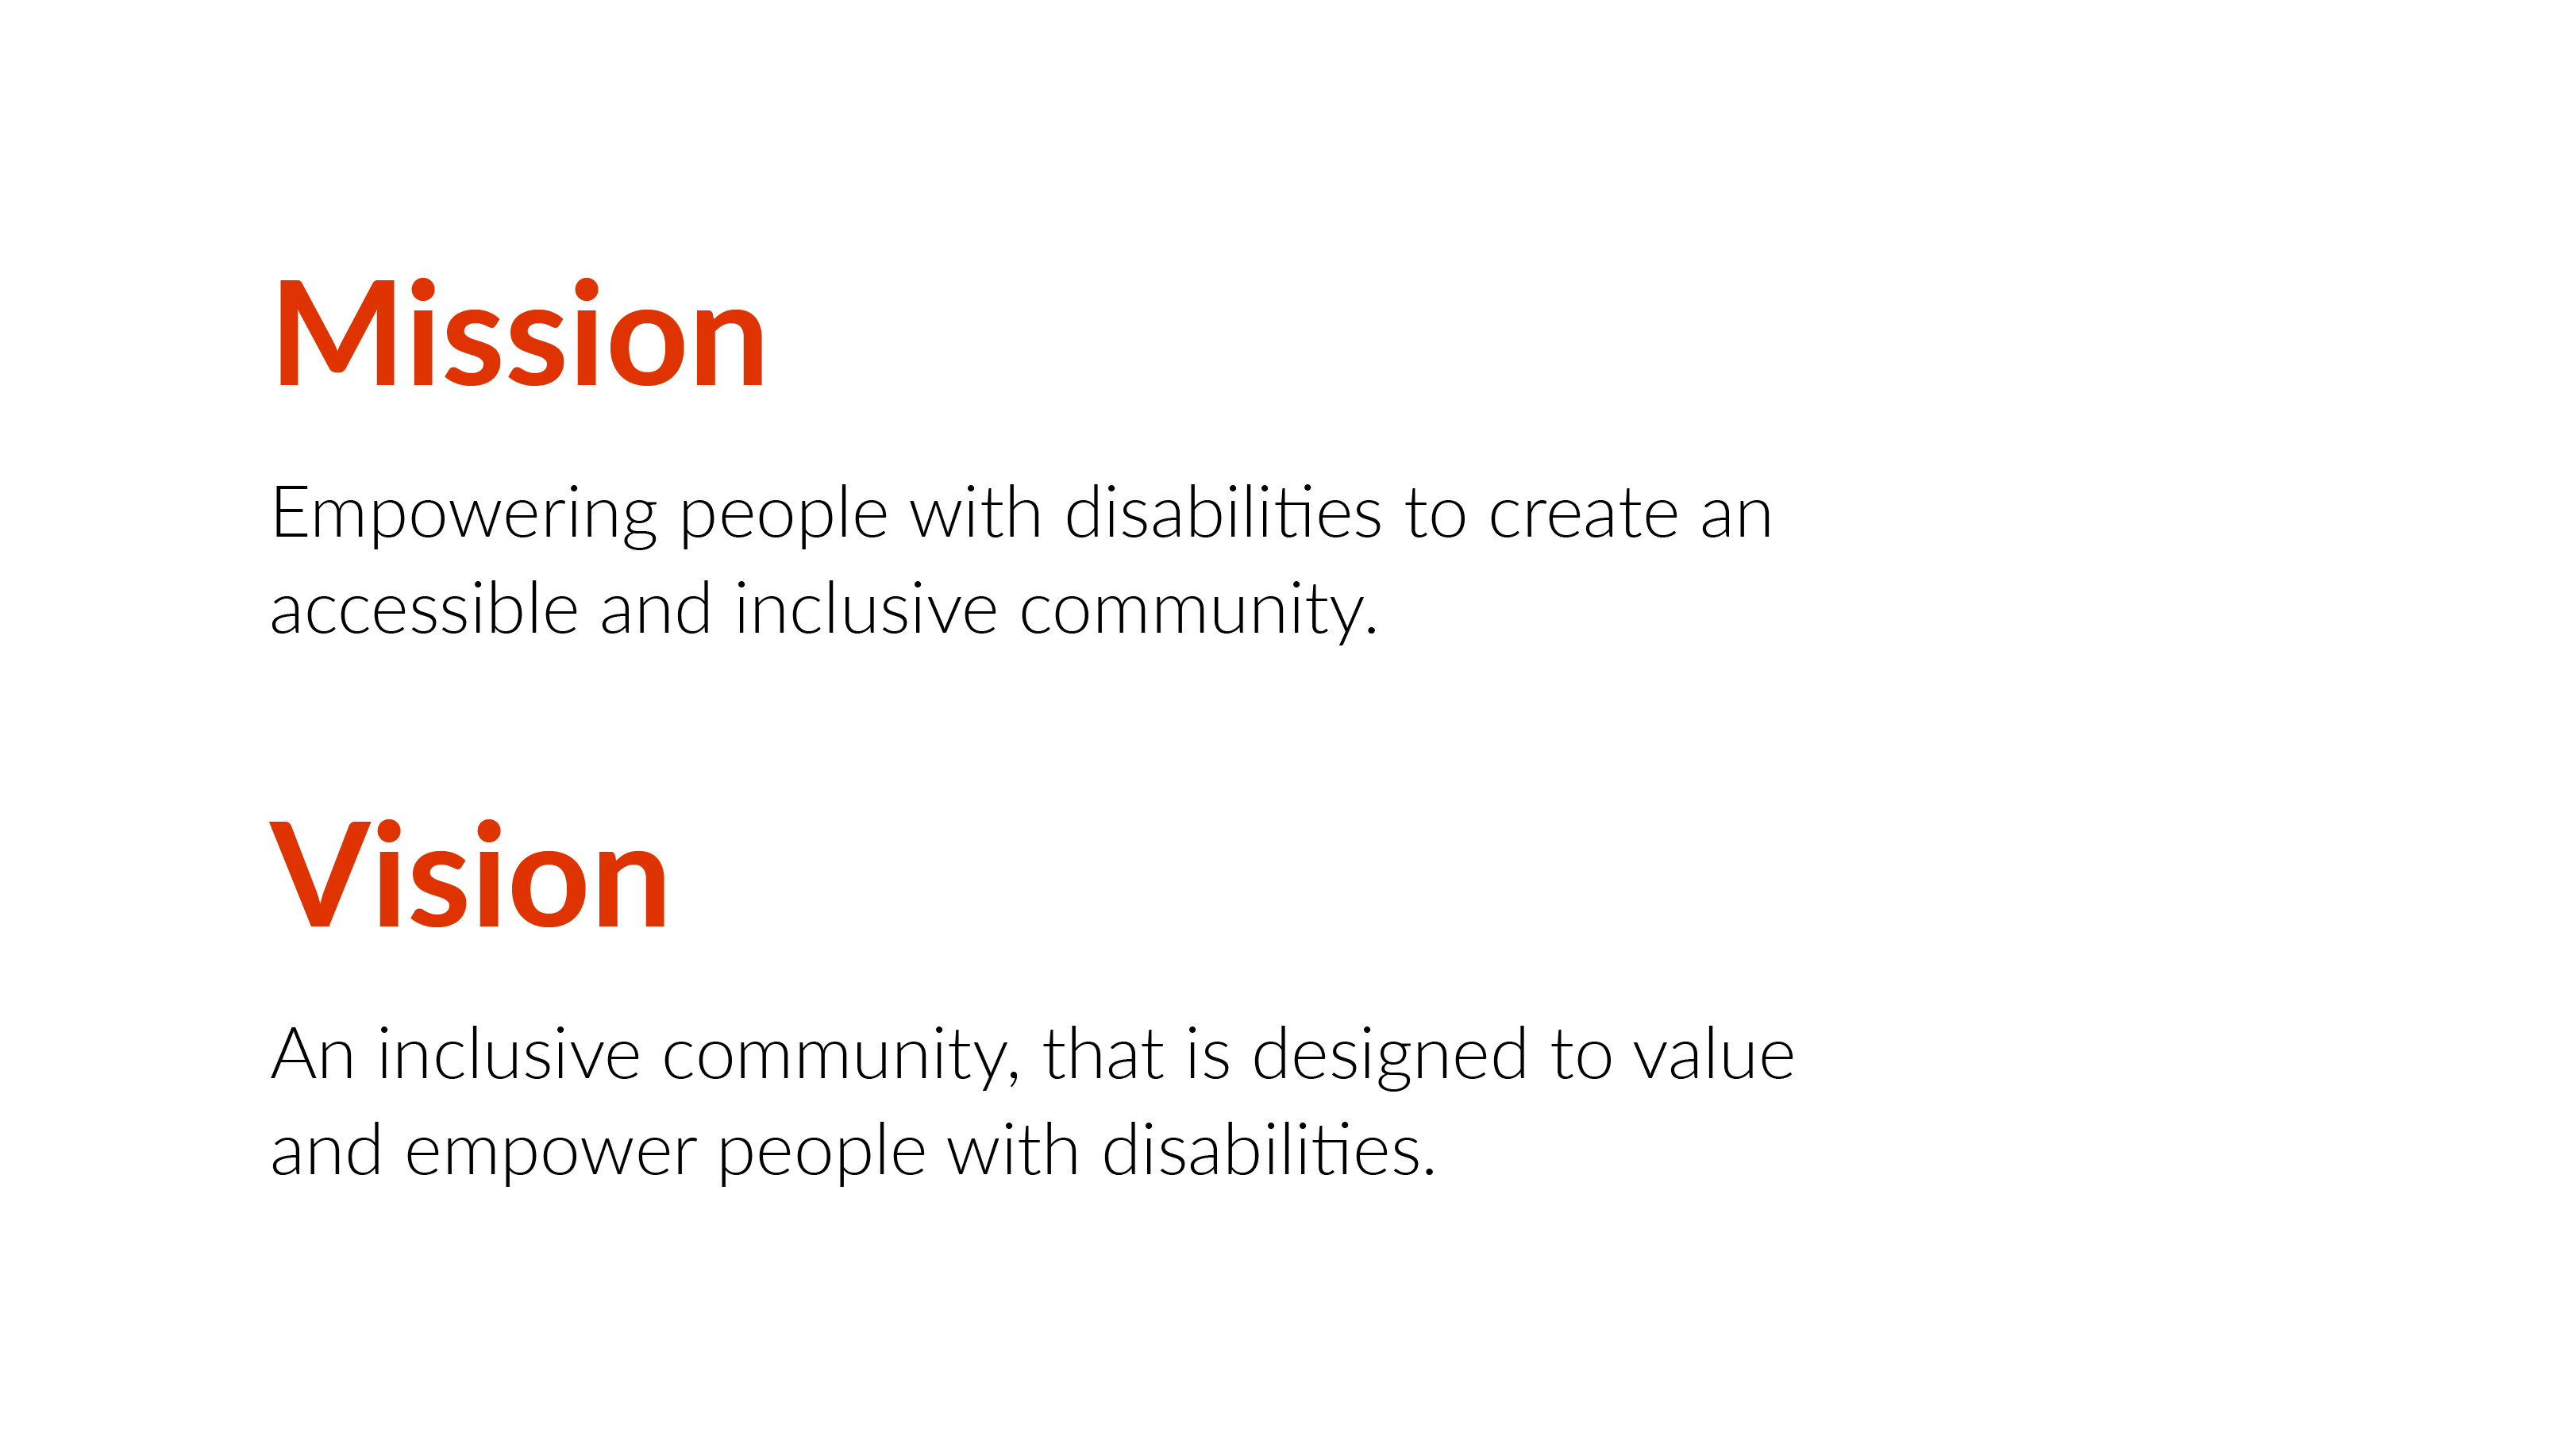 Mission
Empowering people with disabilities to create an
accessible and inclusive community.
Vision
An inclusive community, that is designed to value
and empower people with disabilities.